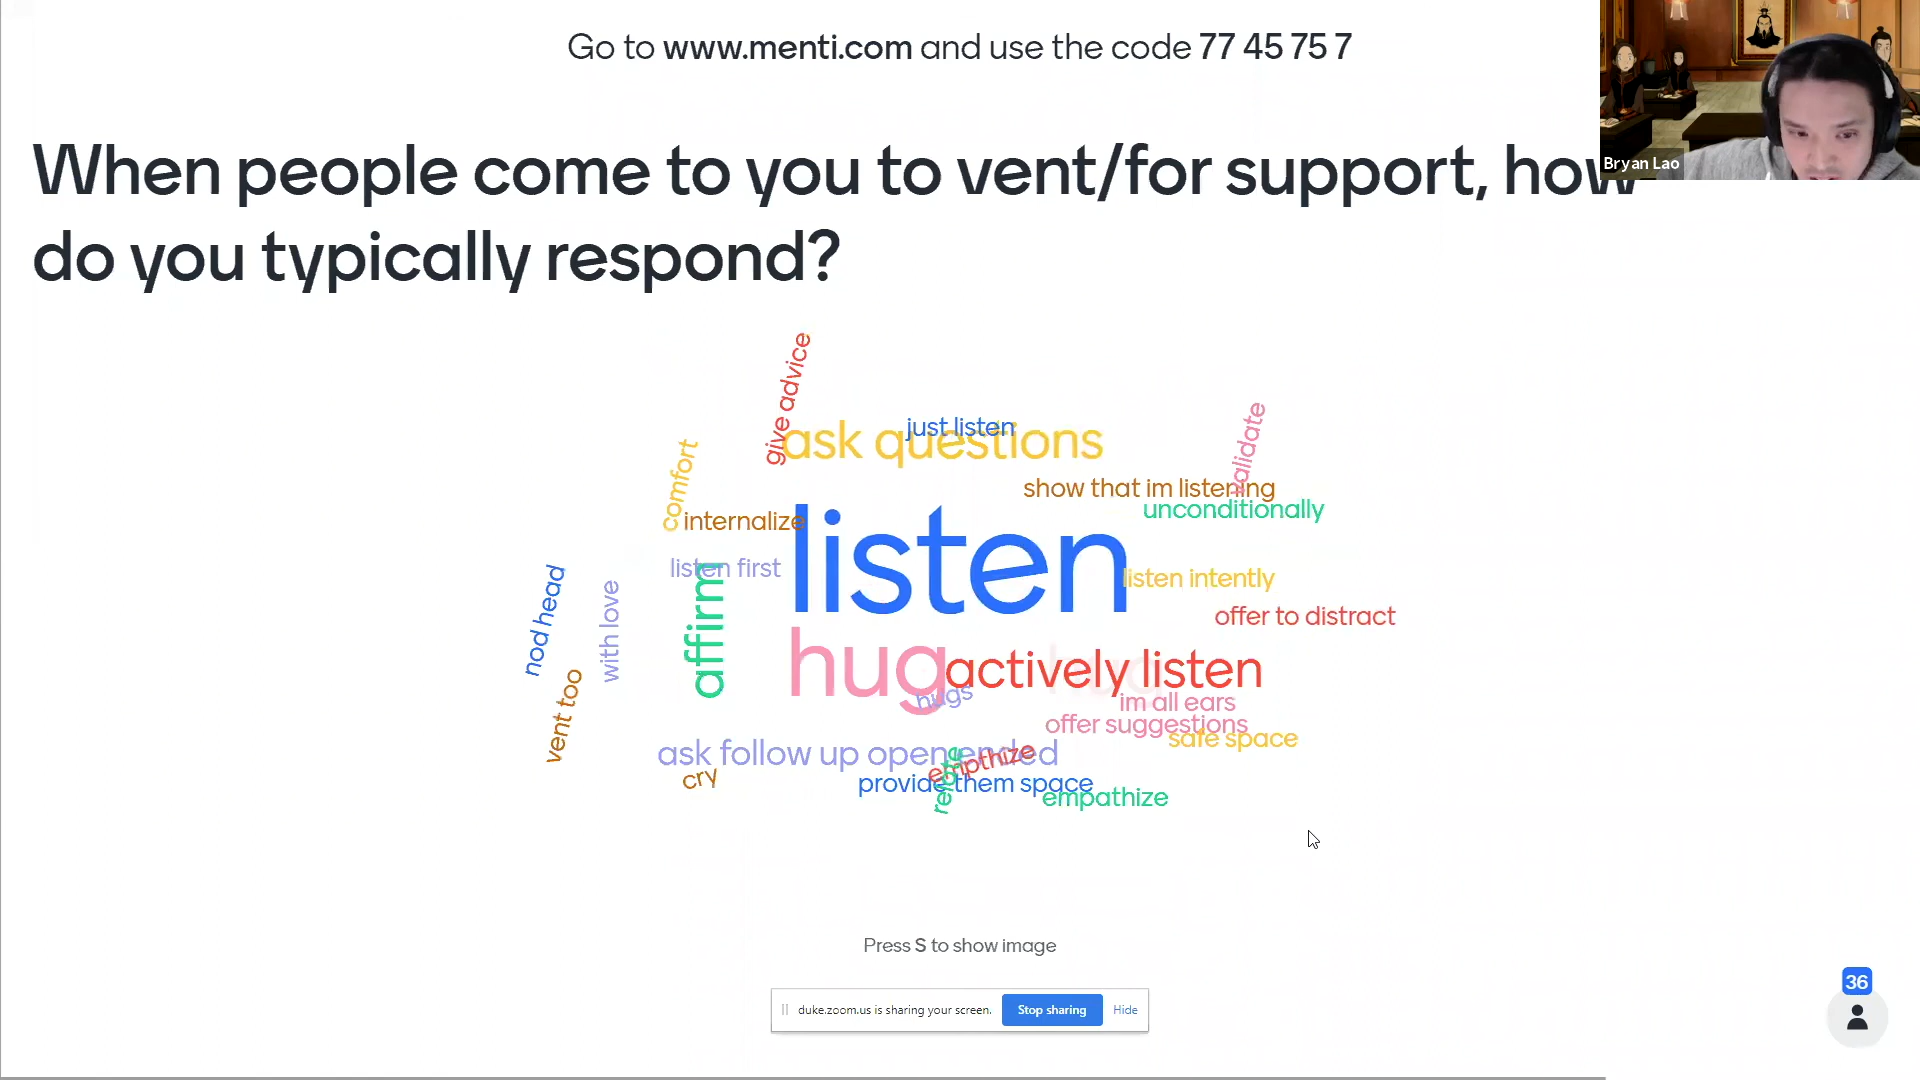 Go to www.menti.com and use the code 77 45 75 7
Bryan Lao
When people come to you to vent/for support, how
do you typically respond?
give advice
just listen
ask questions
validate
comfort
show that im listening
internalize
unconditionally
listen
listen first
listen intently
nod head
with love
affirm
offer to distract
hug
actively listen
hugs
im all ears
vent too
offer suggestions
safe space
ask follow up open ended
empthize
cry
relate
provide them space
empathize
Press S to show image
duke.zoom.us is sharing your screen. Stop sharing Hide
36